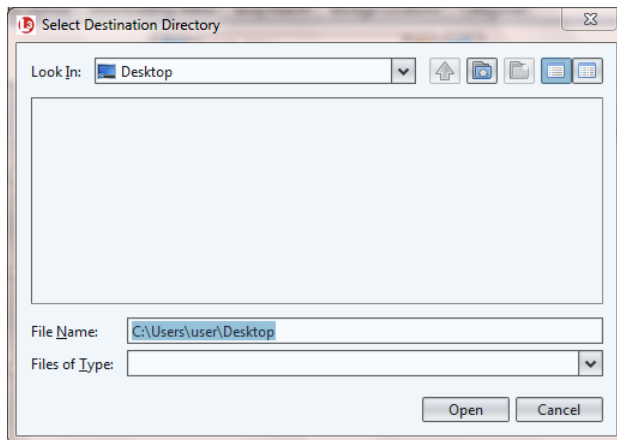 Select Destination Directory
Look In: Desktop
File Name: C:\Users\user\Desktop
Files of Type:
Open Cancel